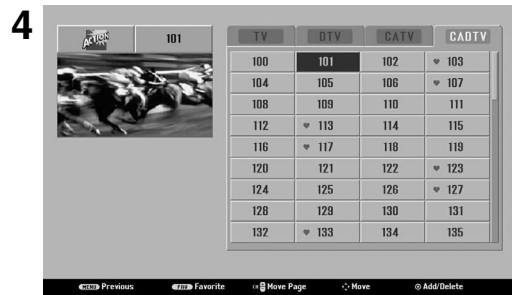 4
ACTION 101 TV DTV CATV CADTV
100 101 102 ♥ 103
104 105 106 ♥ 107
108 109 110 111
112 ♥ 113 114 115
116 ♥ 117 118 119
120 121 122 ♥ 123
124 125 126 ♥ 127
128 129 130 131
132 ♥ 133 134 135
MENU Previous FAV Favorite CH Move Page Move Add/Delete